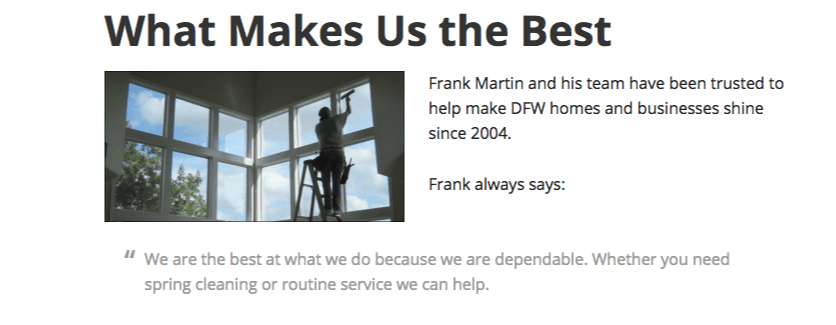 What Makes Us the Best
Frank Martin and his team have been trusted to
help make DFW homes and businesses shine
since 2004.
Frank always says:
“ We are the best at what we do because we are dependable. Whether you need
spring cleaning or routine service we can help.